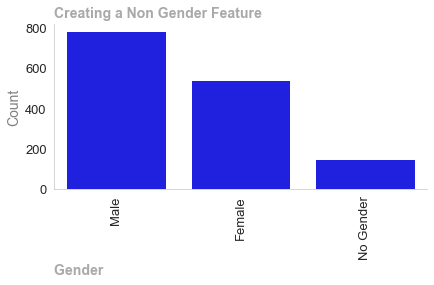 Creating a Non Gender Feature
800
600
400
200
0
Count
Male
Female
No Gender
Gender